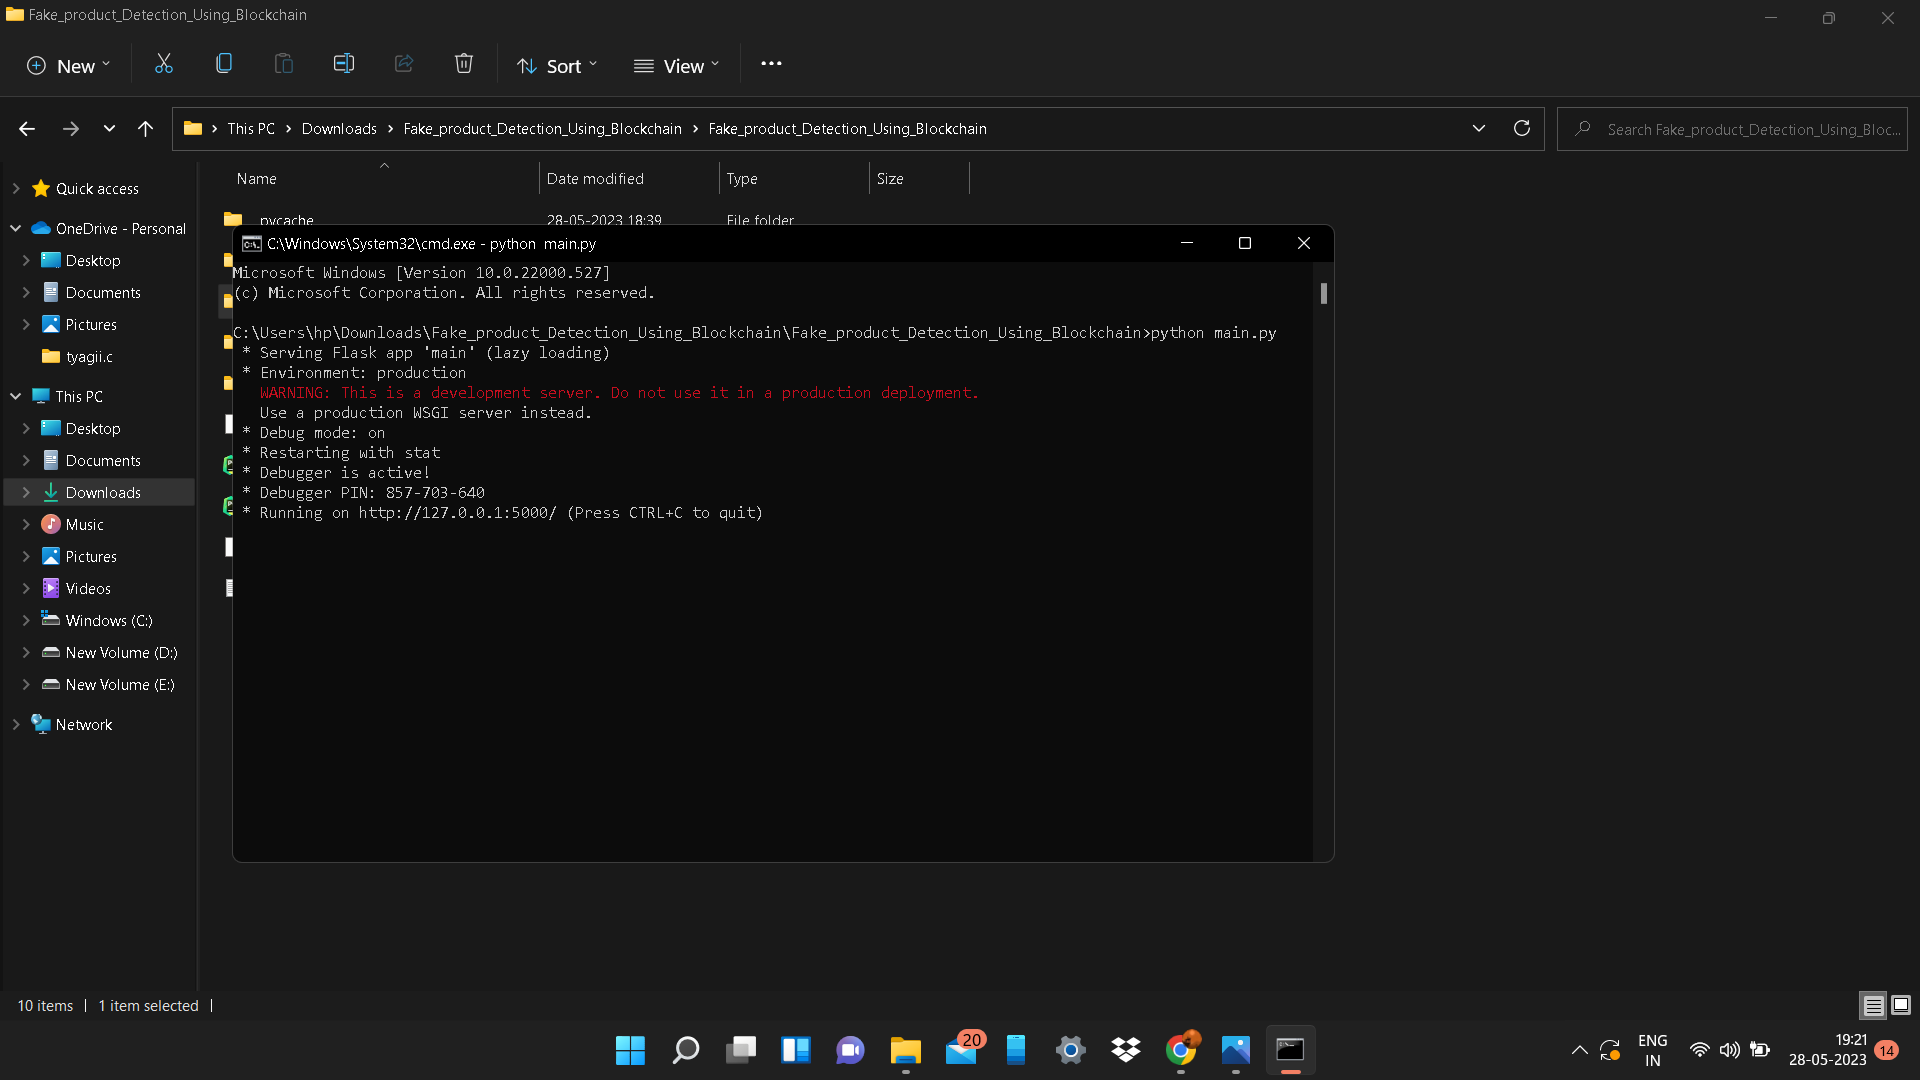 Fake_product_Detection_Using_Blockchain
New
Sort
View
This PC
Downloads
Fake_product_Detection_Using_Blockchain
Fake_product_Detection_Using_Blockchain
Search Fake_product_Detection_Using_Bloc...
Name
Date modified
Type
Size
pycache
28-05-2023 18:39
File folder
Quick access
OneDrive - Personal
Desktop
Documents
Pictures
tyagii.c
This PC
Desktop
Documents
Downloads
Music
Pictures
Videos
Windows (C:)
New Volume (D:)
New Volume (E:)
Network
C:\Windows\System32\cmd.exe - python  main.py
Microsoft Windows [Version 10.0.22000.527]
(c) Microsoft Corporation. All rights reserved.
C:\Users\hp\Downloads\Fake_product_Detection_Using_Blockchain\Fake_product_Detection_Using_Blockchain>python main.py
* Serving Flask app 'main' (lazy loading)
* Environment: production
WARNING: This is a development server. Do not use it in a production deployment.
Use a production WSGI server instead.
* Debug mode: on
* Restarting with stat
* Debugger is active!
* Debugger PIN: 857-703-640
* Running on http://127.0.0.1:5000/ (Press CTRL+C to quit)
10 items
1 item selected
20
ENG
IN
19:21
28-05-2023
14